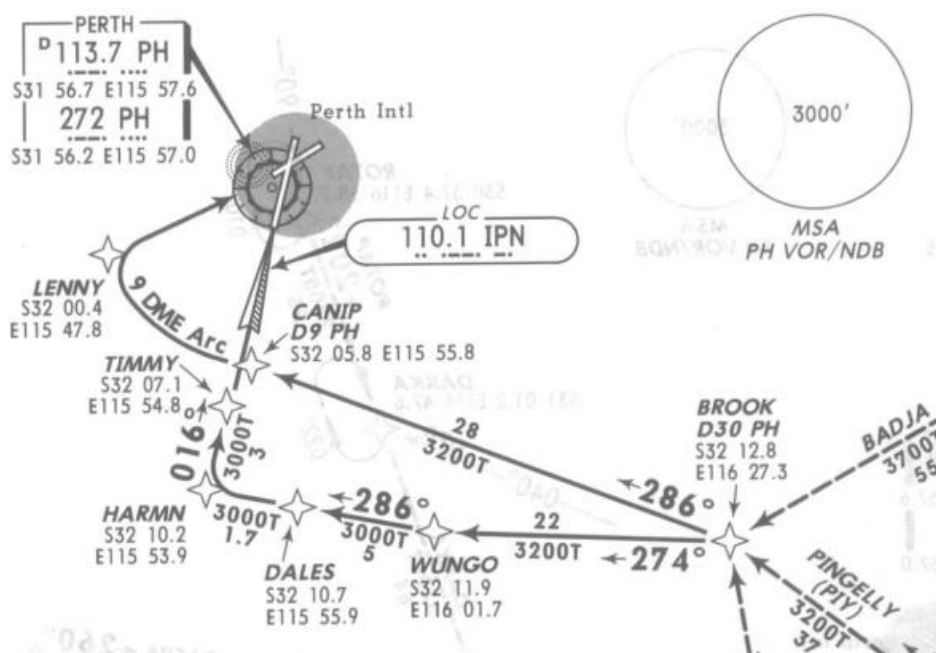 PERTH
D 113.7 PH
S31 56.7 E115 57.6
272 PH
S31 56.2 E115 57.0
Perth Intl
3000'
MSA
PH VOR/NDB
LOC
110.1 IPN
LENNY
S32 00.4
E115 47.8
9 DME Arc
CANIP
D9 PH
S32 05.8 E115 55.8
TIMMY
S32 07.1
E115 54.8
016°
3000T
3
HARMN
S32 10.2
E115 53.9
3000T
1.7
DALES
S32 10.7
E115 55.9
286°
3000T
5
WUNGO
S32 11.9
E116 01.7
28
3200T
286°
22
3200T
274°
BROOK
D30 PH
S32 12.8
E116 27.3
BADJA
3700T
55
PINGELLY
(PIY)
3200T
37